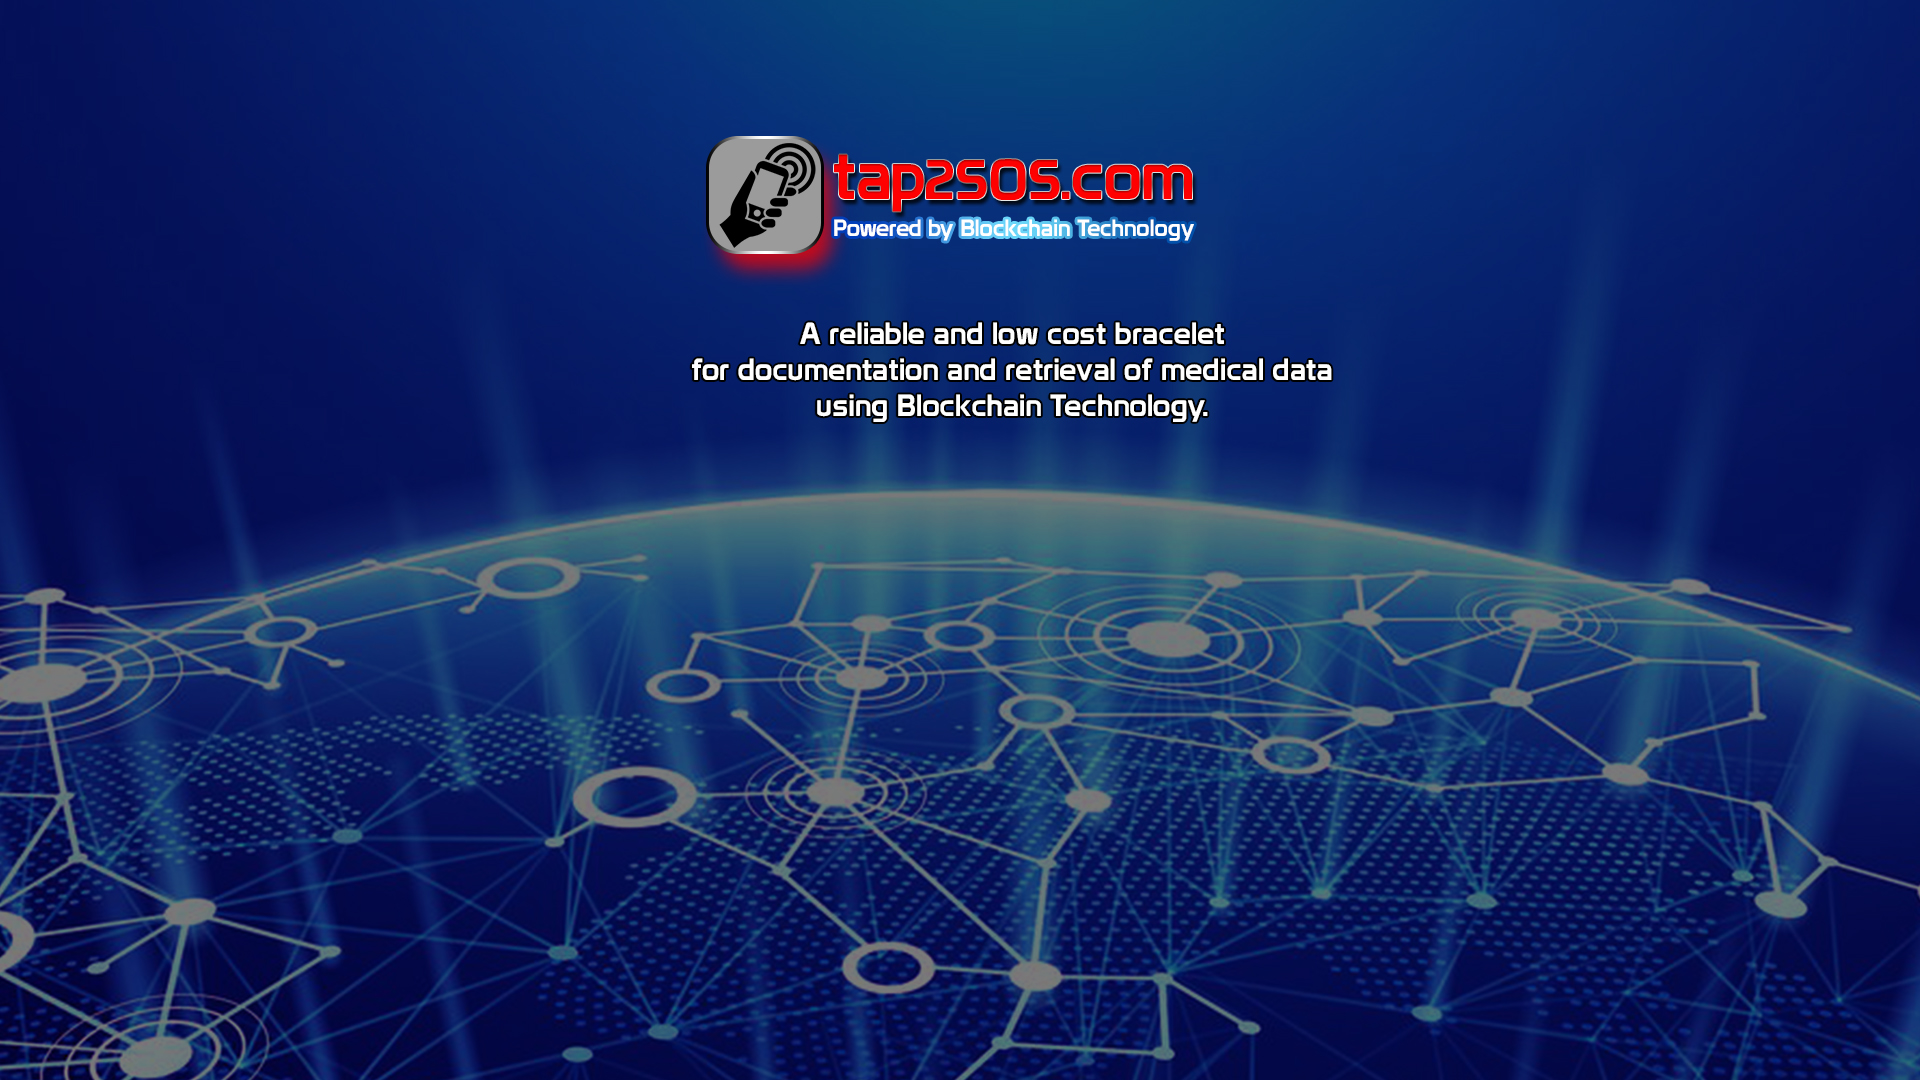 tap2SOS.com
Powered by Blockchain Technology
A reliable and low cost bracelet
for documentation and retrieval of medical data
using Blockchain Technology.